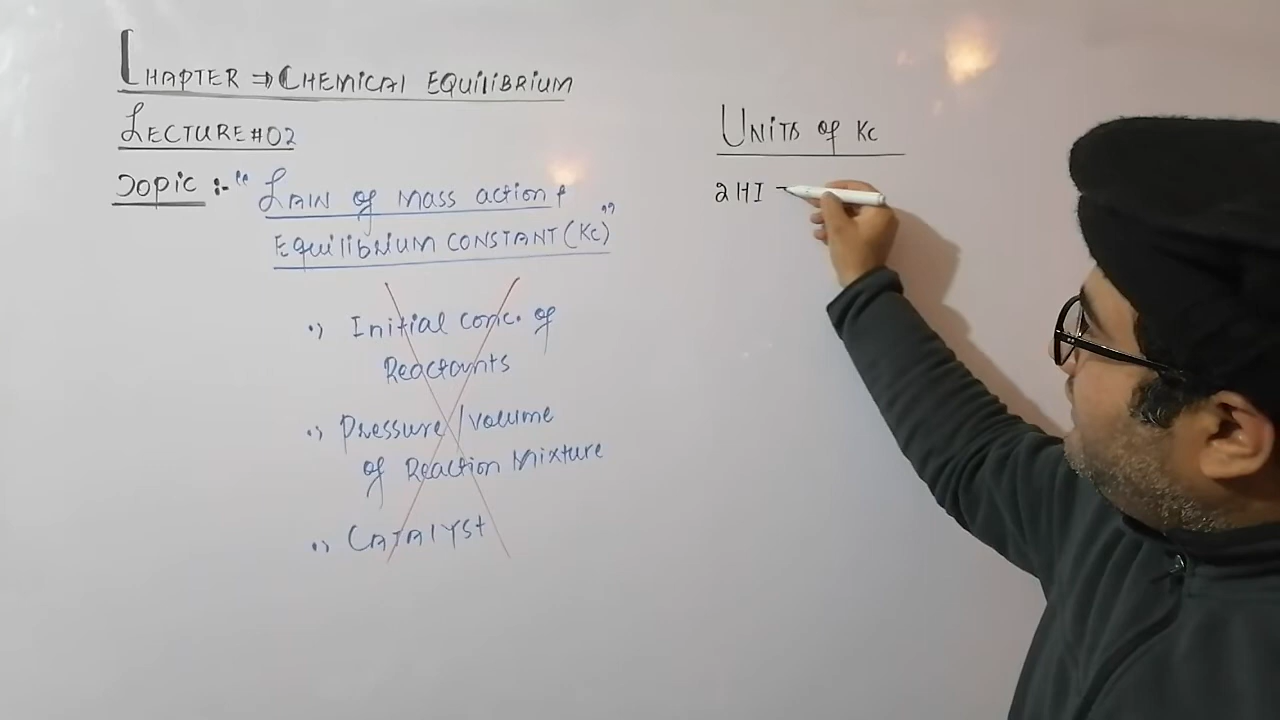 CHAPTER ⇒ CHEMICAL EQUILIBRIUM
LECTURE#02
TOPIC :- “ LAW of Mass action &
EQuilibRIUM CONSTANT (Kc) ”
•) Initial conc. of
Reactants
•) Pressure/volume
of Reaction Mixture
•) CATALYSt
UNITS of Kc
2HI